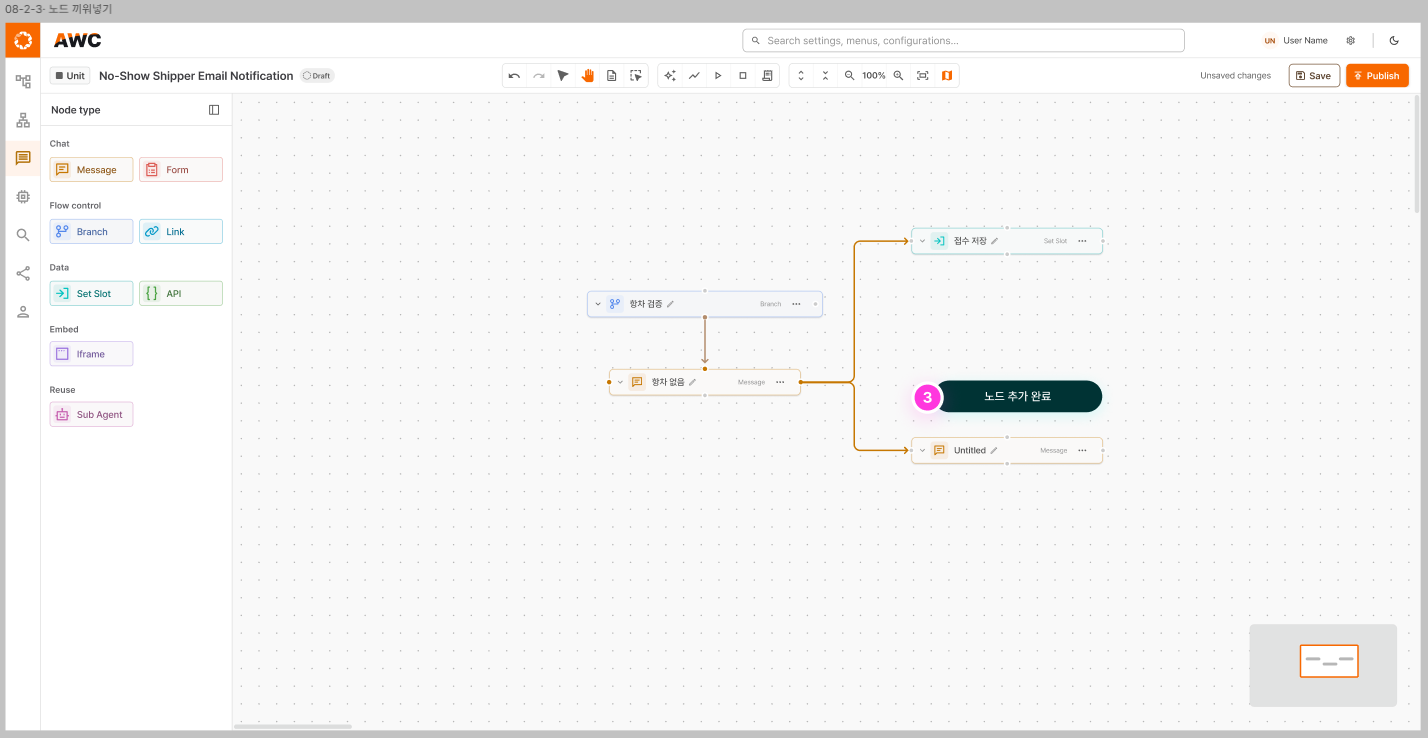 08-2-3- 노드 끼워넣기
AWC
Search settings, menus, configurations...
UN User Name
Unit
No-Show Shipper Email Notification
Draft
100%
Unsaved changes
Save
Publish
Node type
Chat
Message
Form
Flow control
Branch
Link
Data
Set Slot
API
Embed
Iframe
Reuse
Sub Agent
접수 저장
Set Slot
항차 검증
Branch
항차 없음
Message
3
노드 추가 완료
Untitled
Message